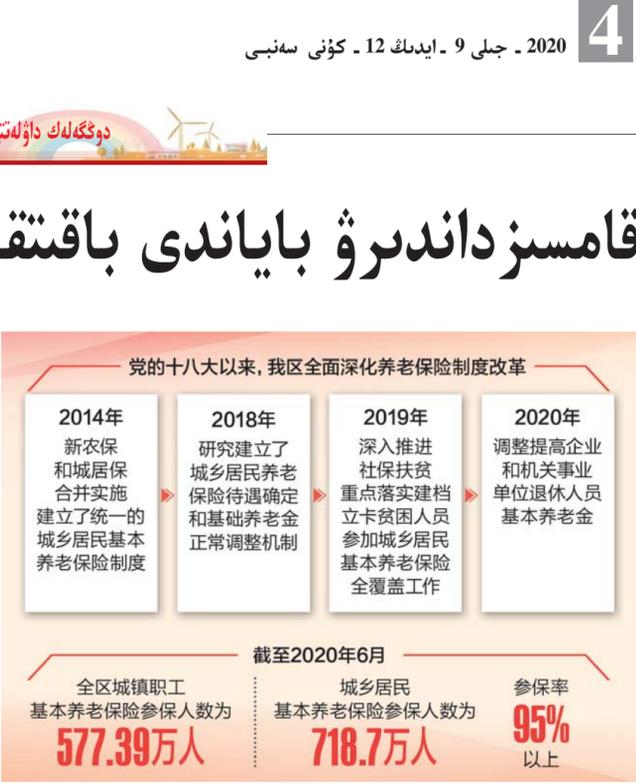 4
2020 ـ جىلى 9 ـ ايدىڭ 12 ـ كۇنى سەنبى
دوڭگەلەك
قامسىزداندىرۋ باياندى
党的十八大以来，我区全面深化养老保险制度改革
2014年
新农保
和城居保
合并实施
建立了统一的
城乡居民基本
养老保险制度
2018年
研究建立了
城乡居民养老
保险待遇确定
和基础养老金
正常调整机制
2019年
深入推进
社保扶贫
重点落实建档
立卡贫困人员
参加城乡居民
基本养老保险
全覆盖工作
2020年
调整提高企业
和机关事业
单位退休人员
基本养老金
截至2020年6月
全区城镇职工
基本养老保险参保人数为
577.39万人
城乡居民
基本养老保险参保人数为
718.7万人
参保率
95%
以上